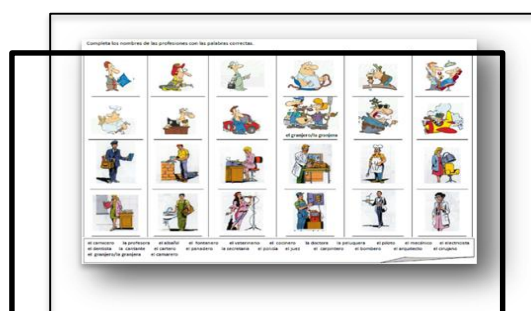 Completa los nombres de las profesiones con las palabras correctas.
el granjero/la granjera
el carnicero la profesora el albañil el fontanero el veterinario el cocinero la doctora la peluquera el piloto el mecánico el electricista
el dentista la cantante el cartero el panadero la secretaria el policía el juez el carpintero el bombero el arquitecto el cirujano
el granjero/la granjera el camarero